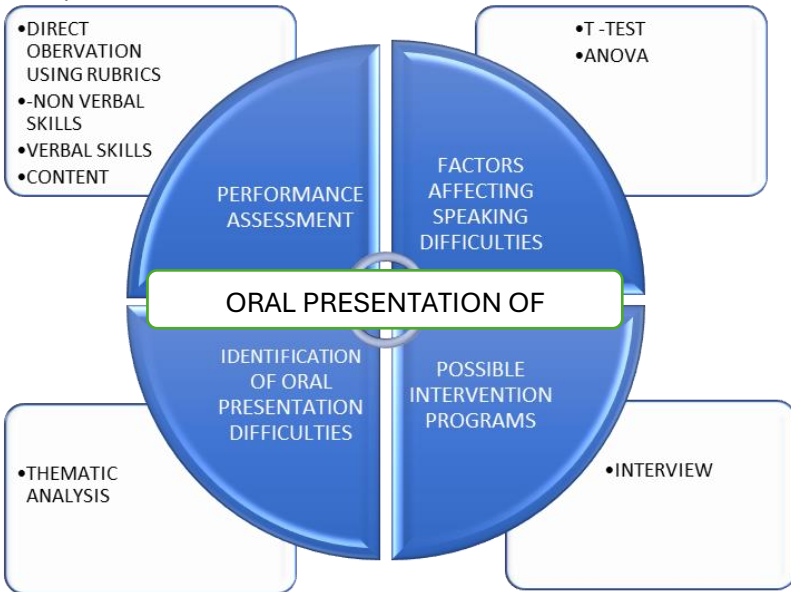 •DIRECT
OBERVATION
USING RUBRICS
•-NON VERBAL
SKILLS
•VERBAL SKILLS
•CONTENT
•T -TEST
•ANOVA
PERFORMANCE
ASSESSMENT
FACTORS
AFFECTING
SPEAKING
DIFFICULTIES
ORAL PRESENTATION OF
IDENTIFICATION
OF ORAL
PRESENTATION
DIFFICULTIES
POSSIBLE
INTERVENTION
PROGRAMS
•THEMATIC
ANALYSIS
•INTERVIEW